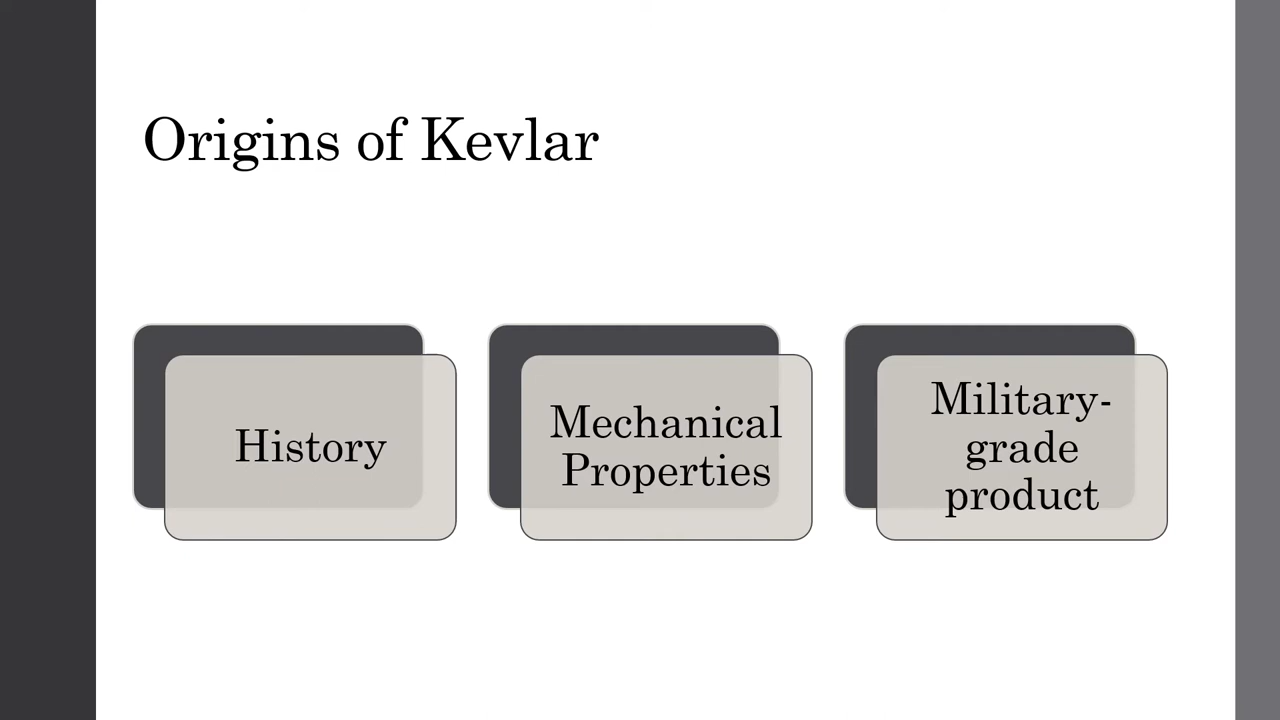 Origins of Kevlar
History
Mechanical
Properties
Military-
grade
product